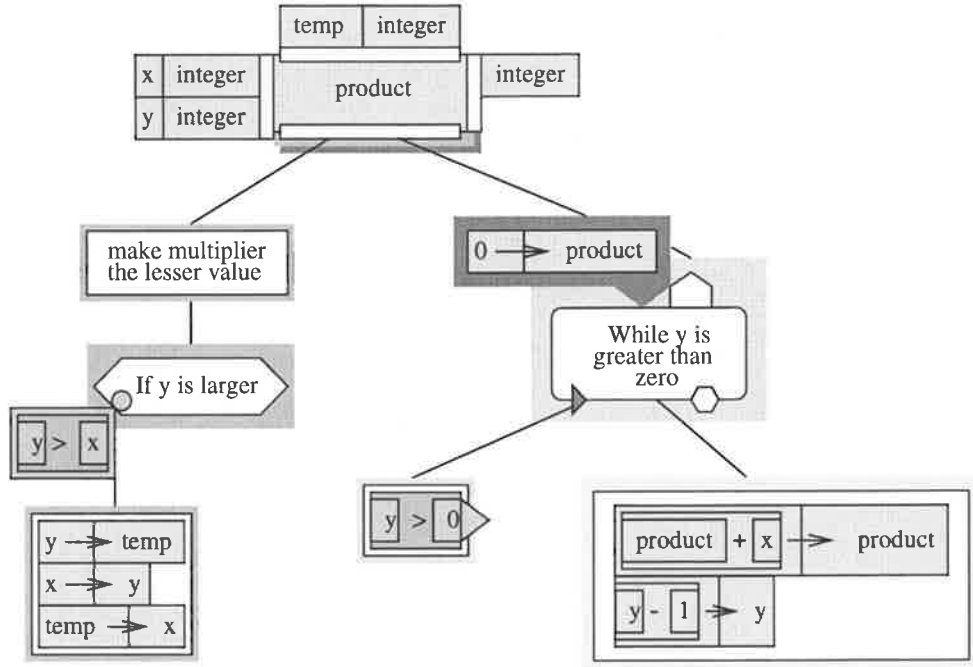 temp integer
x integer
product
integer
y integer
make multiplier
the lesser value
0 product
If y is larger
While y is
greater than
zero
y > x
y > 0
y temp
x y
temp x
product + x product
y - 1 y